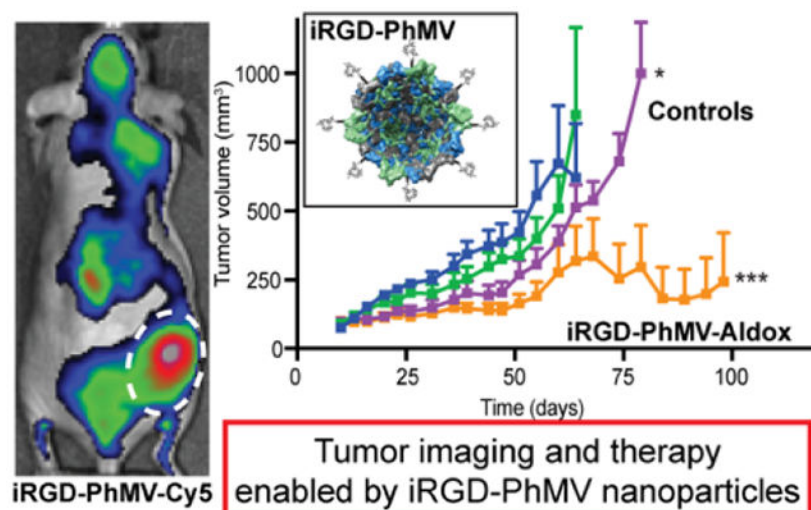 iRGD-PhMV
Tumor volume (mm³)
1000
750
500
250
0
*
Controls
***
iRGD-PhMV-Aldox
0
25
50
75
100
Time (days)
iRGD-PhMV-Cy5
Tumor imaging and therapy
enabled by iRGD-PhMV nanoparticles